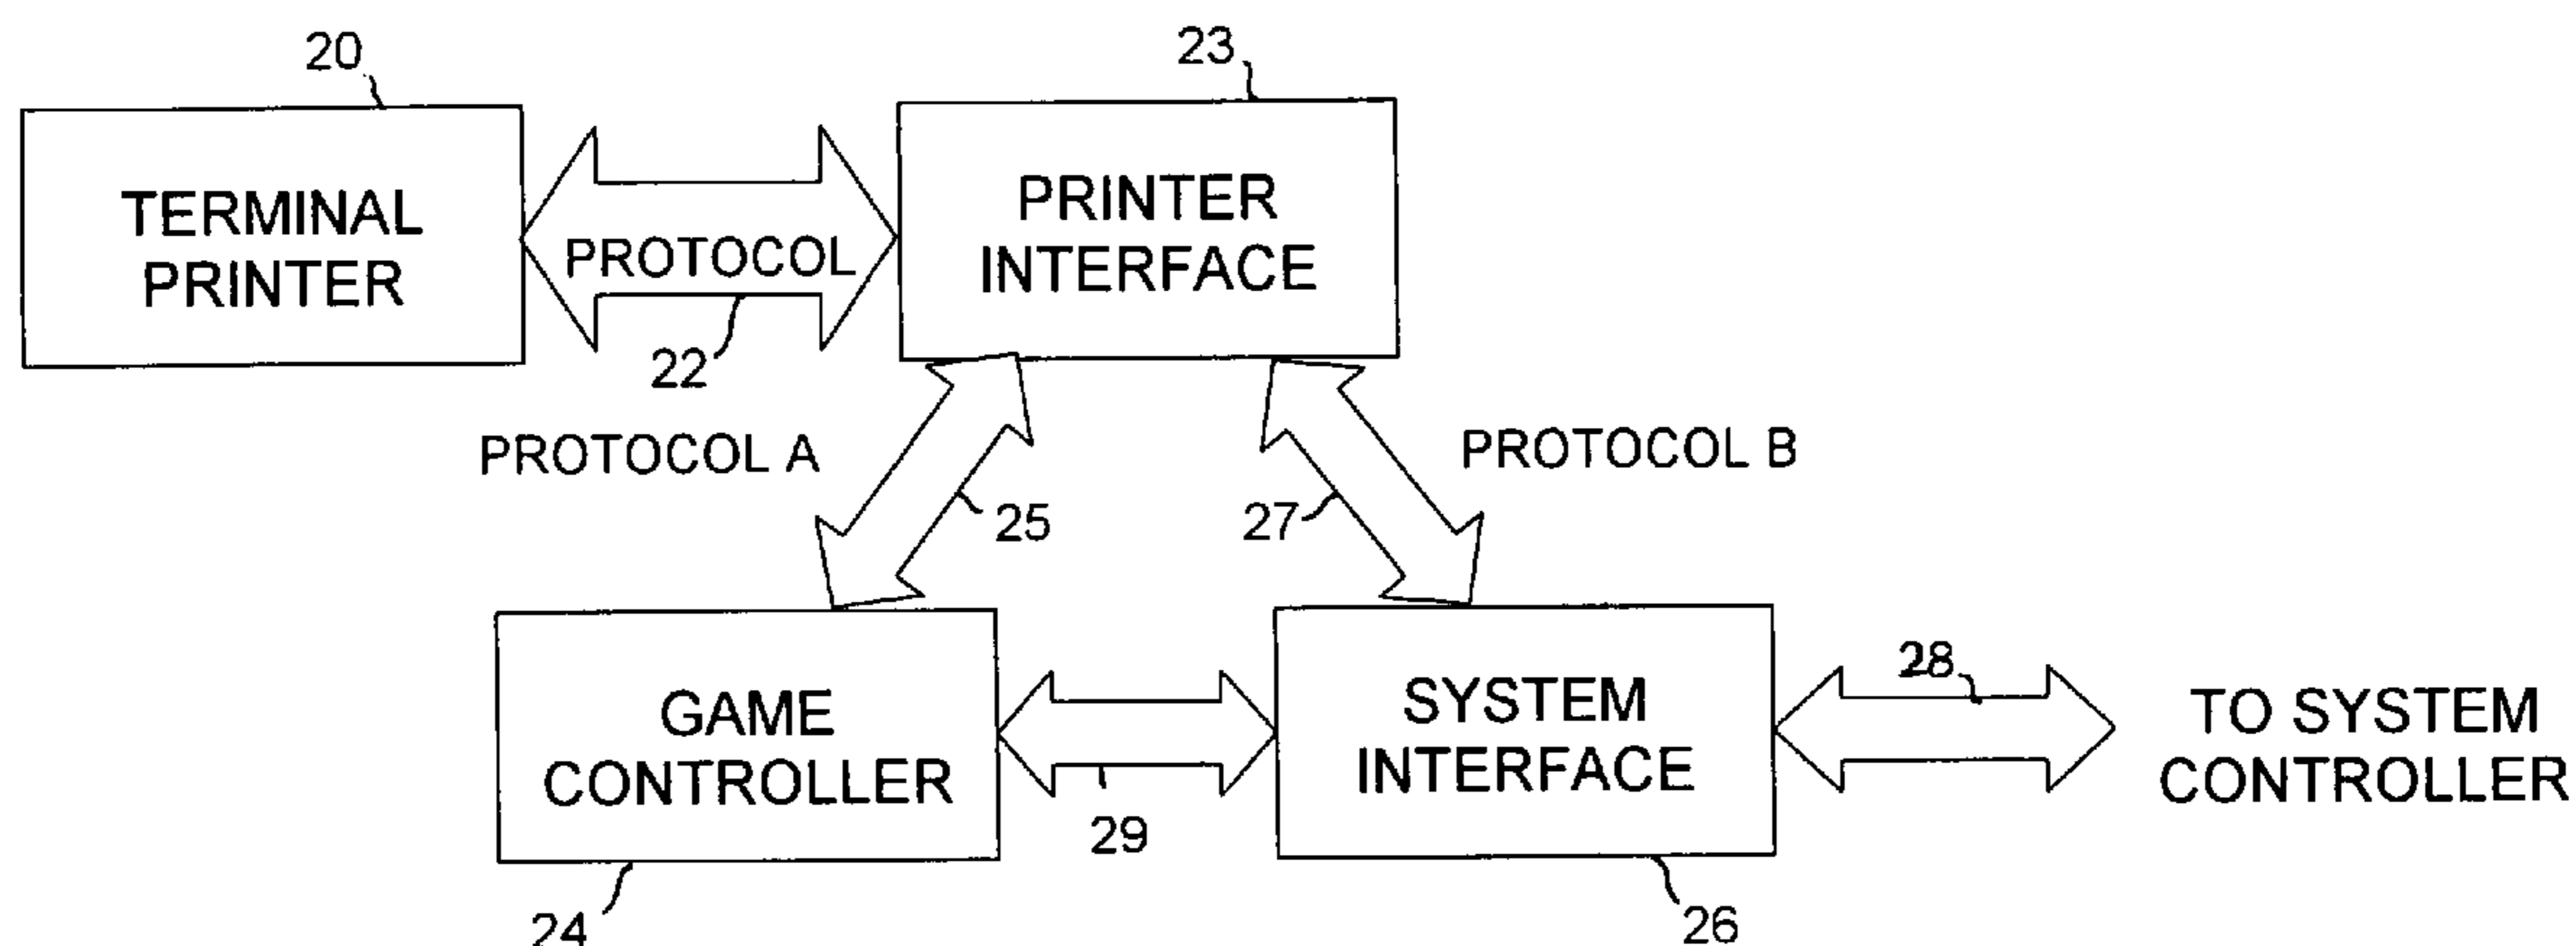 20
23
TERMINAL
PRINTER
PROTOCOL
22
PRINTER
INTERFACE
PROTOCOL A
25
27
PROTOCOL B
GAME
CONTROLLER
24
29
SYSTEM
INTERFACE
26
28
TO SYSTEM
CONTROLLER